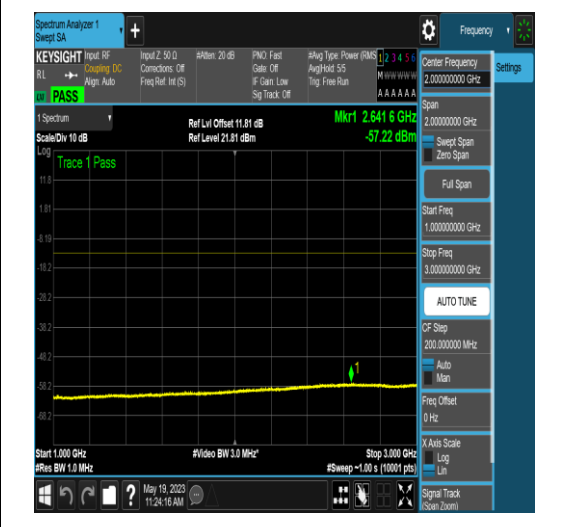 Spectrum Analyzer 1
Swept SA
+
Frequency
KEYSIGHT
RL
Input: RF
Coupling: DC
Align: Auto
Input Z: 50 Ω
Corrections: Off
Freq Ref: Int (S)
#Atten: 20 dB
PNO: Fast
Gate: Off
IF Gain: Low
Sig Track: Off
#Avg Type: Power (RMS
Avg|Hold: 5/5
Trig: Free Run
1 2 3 4 5 6
M W W W W W
A A A A A A
PASS
1 Spectrum
Scale/Div 10 dB
Ref Lvl Offset 11.81 dB
Ref Level 21.81 dBm
Mkr1 2.641 6 GHz
-57.22 dBm
Log
Trace 1 Pass
11.8
1.81
-8.19
-18.2
-28.2
-38.2
-48.2
-58.2
-68.2
1
Start 1.000 GHz
#Res BW 1.0 MHz
#Video BW 3.0 MHz*
Stop 3.000 GHz
#Sweep ~1.00 s (10001 pts)
?
May 19, 2023
11:24:16 AM
Center Frequency
2.000000000 GHz
Settings
Span
2.00000000 GHz
Swept Span
Zero Span
Full Span
Start Freq
1.000000000 GHz
Stop Freq
3.000000000 GHz
AUTO TUNE
CF Step
200.000000 MHz
Auto
Man
Freq Offset
0 Hz
X Axis Scale
Log
Lin
Signal Track
(Span Zoom)